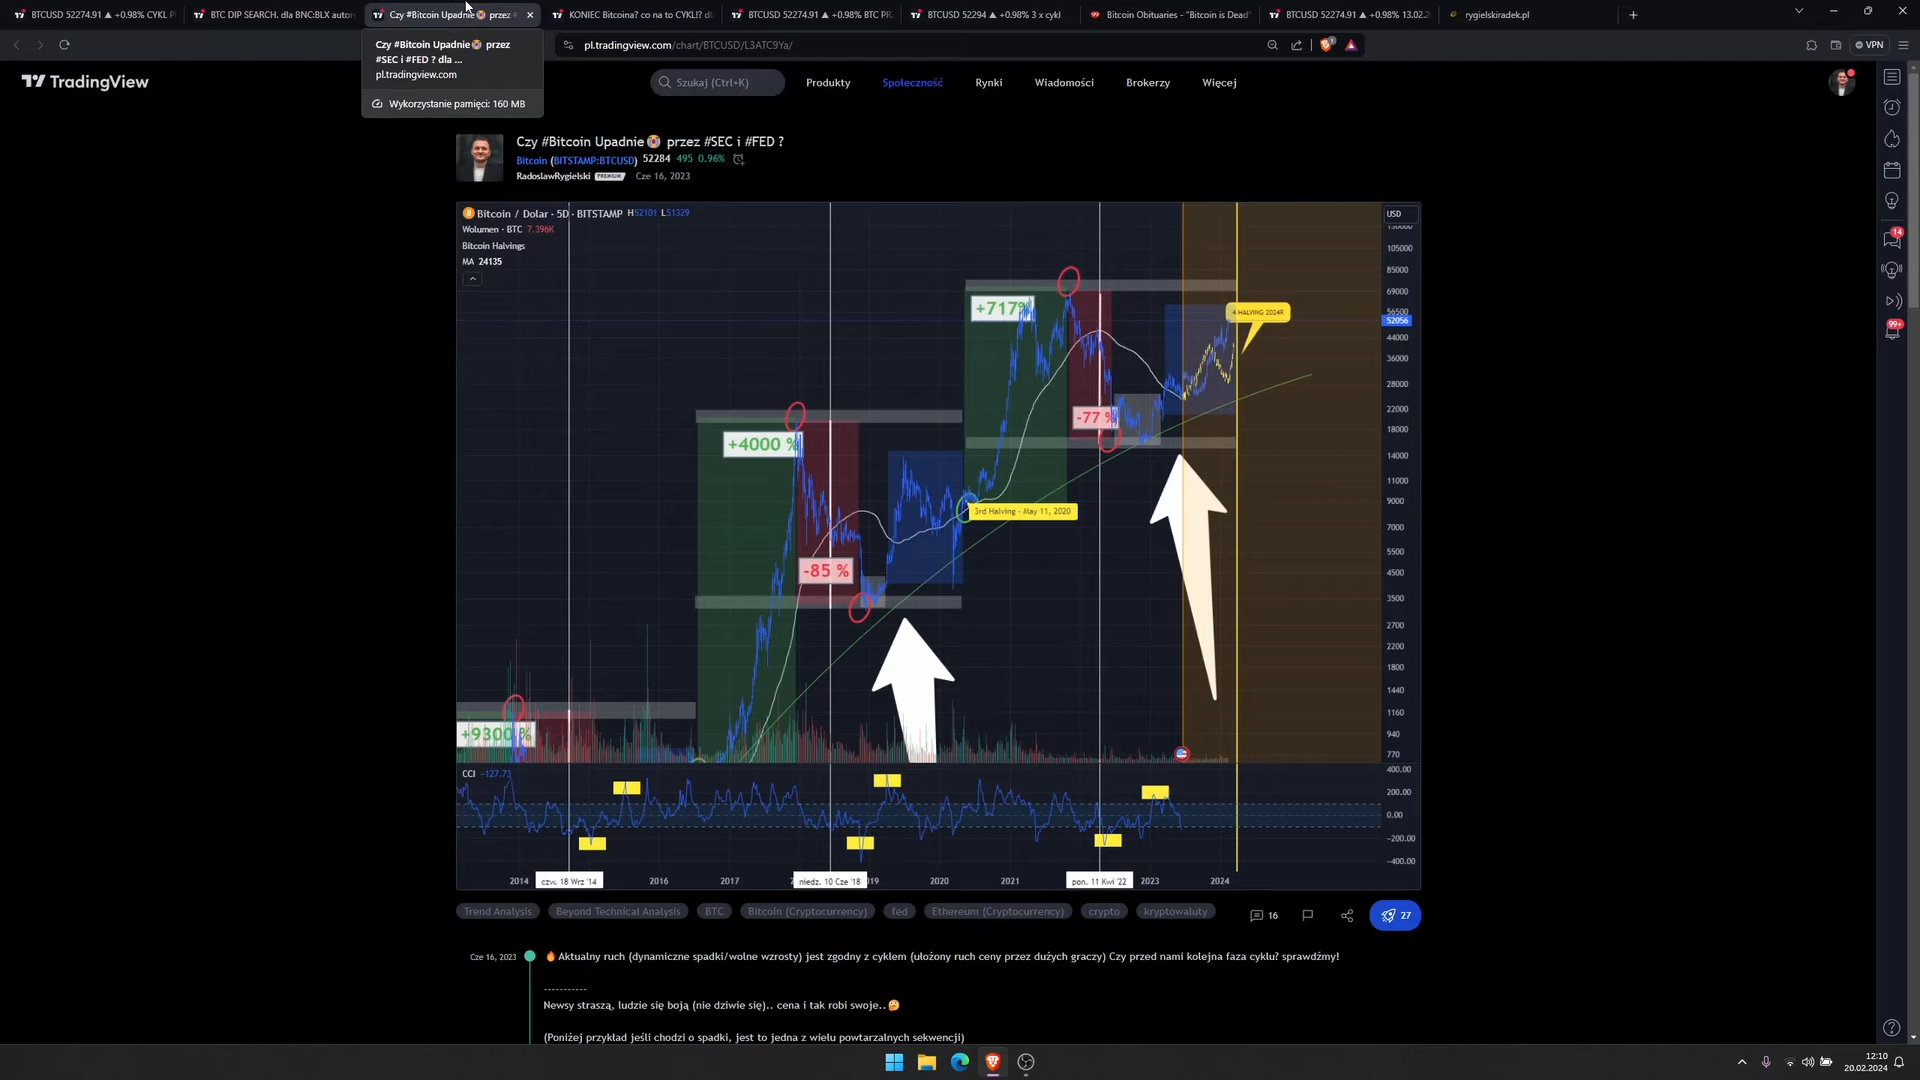 BTCUSD 52274.91 ▲ +0.98% CYKL P
BTC DIP SEARCH. dla BNC:BLX autor
Czy #Bitcoin Upadnie😭 przez #
KONIEC Bitcoina? co na to CYKL!? dl
BTCUSD 52274.91 ▲ +0.98% BTC PR
BTCUSD 52294 ▲ +0.98% 3 x cykl
Bitcoin Obituaries - "Bitcoin is Dead"
BTCUSD 52274.91 ▲ +0.98% 13.02.2
rygielskiradek.pl
Czy #Bitcoin Upadnie😭 przez
#SEC i #FED ? dla ...
pl.tradingview.com
Wykorzystanie pamięci: 160 MB
pl.tradingview.com/chart/BTCUSD/L3ATC9Ya/
1
VPN
TradingView
Szukaj (Ctrl+K)
Produkty
Społeczność
Rynki
Wiadomości
Brokerzy
Więcej
Czy #Bitcoin Upadnie😭 przez #SEC i #FED ?
Bitcoin (BITSTAMP:BTCUSD) 52284 495 0.96%
RadoslawRygielski PREMIUM Cze 16, 2023
Bitcoin / Dolar · 5D · BITSTAMP H52101 L51329
Wolumen · BTC 7.396K
Bitcoin Halvings
MA 24135
USD
130000
105000
85000
69000
56500
52056
44000
36000
28000
22000
18000
14000
11000
9000
7000
5500
4500
3500
2700
2200
1800
1440
1160
940
770
+717%
4 HALVING 2024R
-77 %
+4000 %
3rd Halving - May 11, 2020
-85 %
+9300 %
CCI -127.73
400.00
200.00
0.00
-200.00
-400.00
2014
czw. 18 Wrz '14
2016
2017
niedz. 10 Cze '18
2020
2021
pon. 11 Kwi '22
2023
2024
14
99+
Trend Analysis
Beyond Technical Analysis
BTC
Bitcoin (Cryptocurrency)
fed
Ethereum (Cryptocurrency)
crypto
kryptowaluty
16
27
Cze 16, 2023
🔥Aktualny ruch (dynamiczne spadki/wolne wzrosty) jest zgodny z cyklem (ułożony ruch ceny przez dużych graczy) Czy przed nami kolejna faza cyklu? sprawdźmy!
-----------
Newsy straszą, ludzie się boją (nie dziwie się).. cena i tak robi swoje..🤔
(Poniżej przykład jeśli chodzi o spadki, jest to jedna z wielu powtarzalnych sekwencji)
12:10
20.02.2024